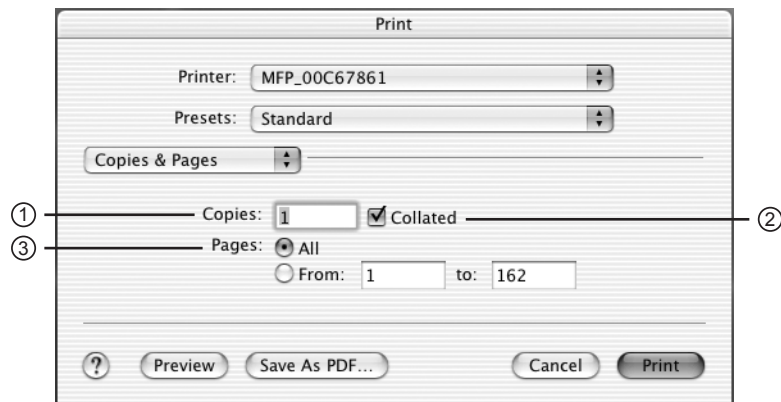 Print
Printer: MFP_00C67861
Presets: Standard
Copies & Pages
① Copies: 1 Collated ②
③ Pages: All
From: 1 to: 162
? Preview Save As PDF... Cancel Print